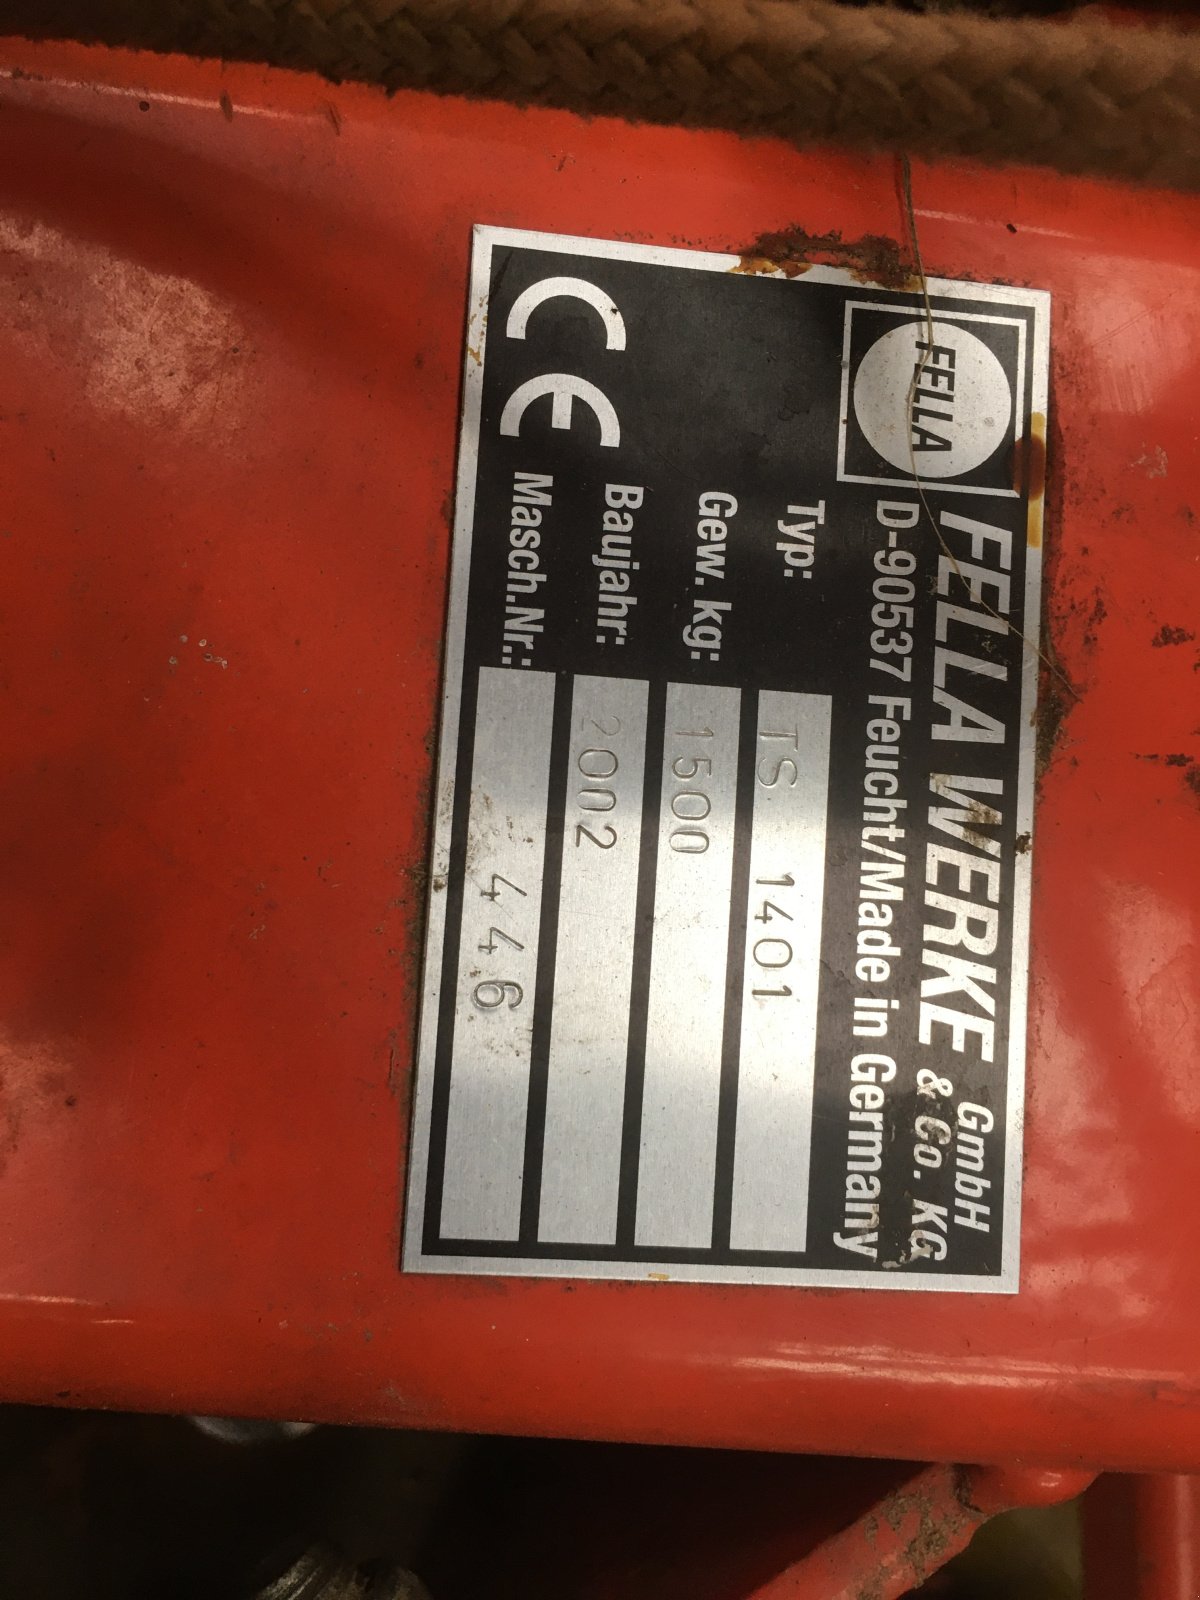 FELLA
FELLA WERKE GmbH & Co. KG
D-90537 Feucht/Made in Germany
Typ: TS 1401
Gew. kg: 1500
Baujahr: 2002
Masch.Nr.: 446
CE